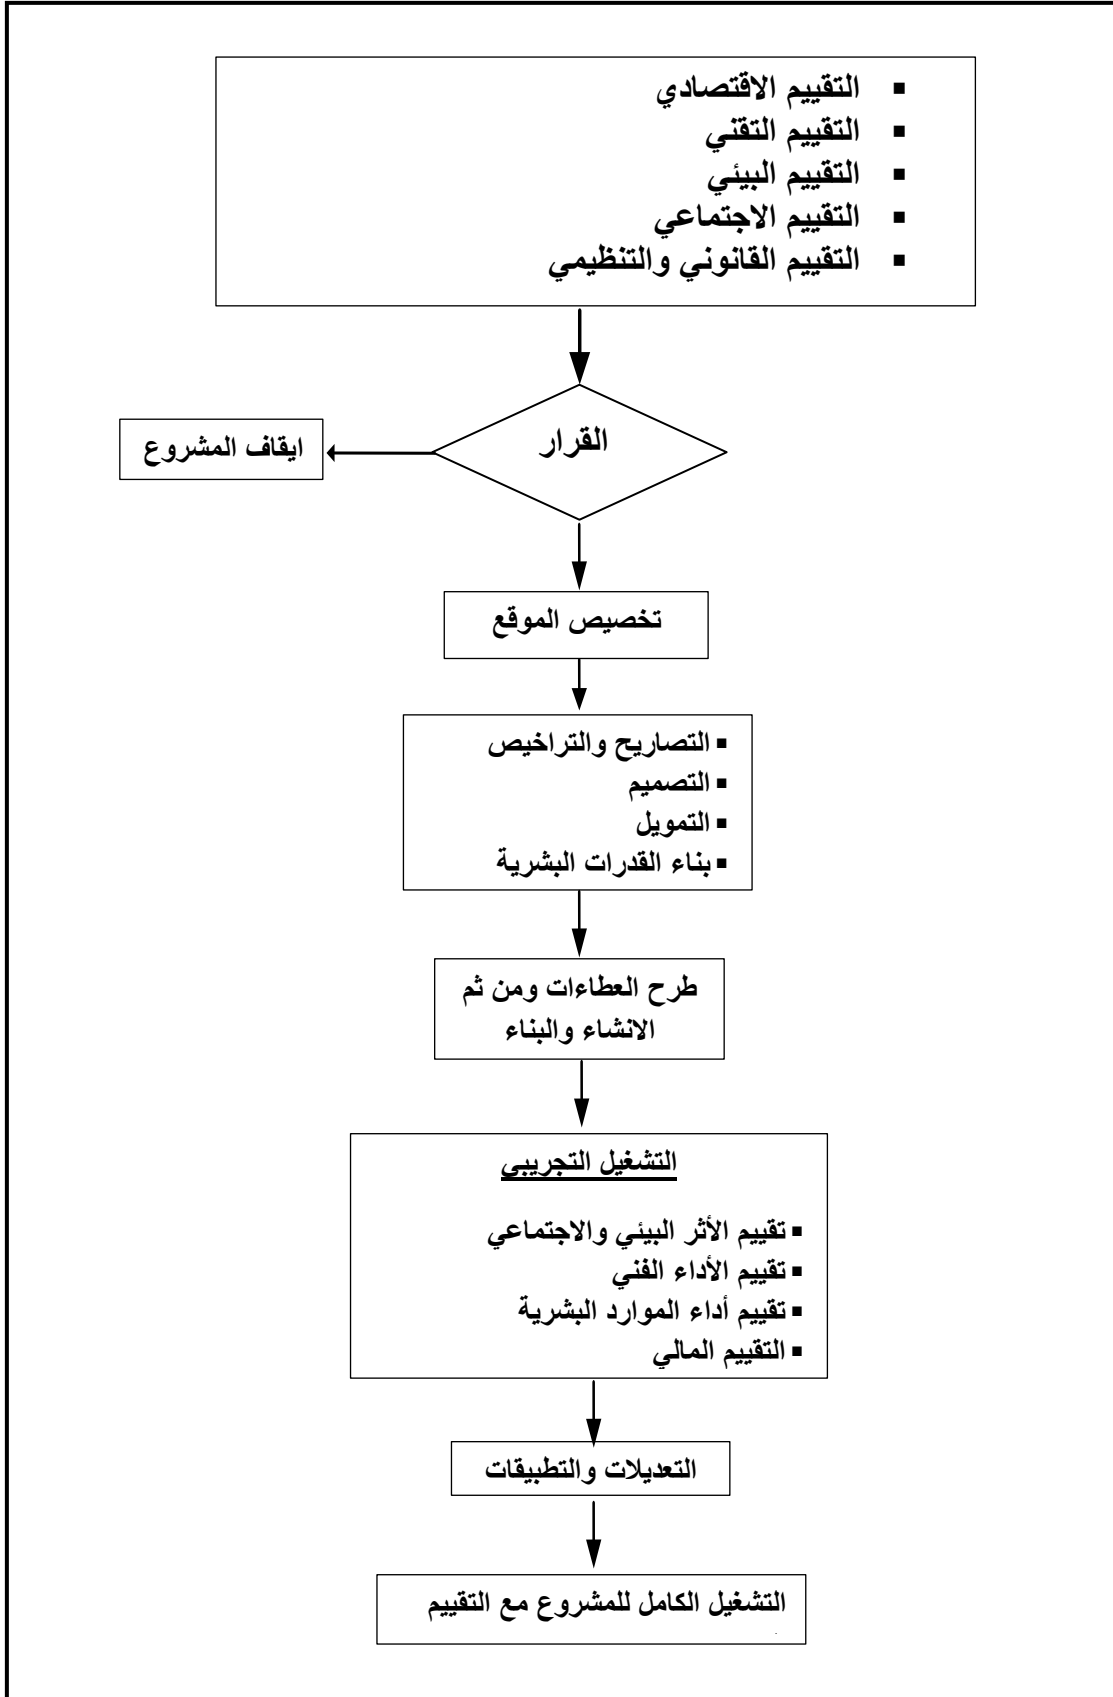 ▪ التقييم الاقتصادي
▪ التقييم التقني
▪ التقييم البيئي
▪ التقييم الاجتماعي
▪ التقييم القانوني والتنظيمي
القرار
ايقاف المشروع
تخصيص الموقع
▪ التصاريح والتراخيص
▪ التصميم
▪ التمويل
▪ بناء القدرات البشرية
طرح العطاءات ومن ثم
الانشاء والبناء
التشغيل التجريبي
▪ تقييم الأثر البيئي والاجتماعي
▪ تقييم الأداء الفني
▪ تقييم أداء الموارد البشرية
▪ التقييم المالي
التعديلات والتطبيقات
التشغيل الكامل للمشروع مع التقييم